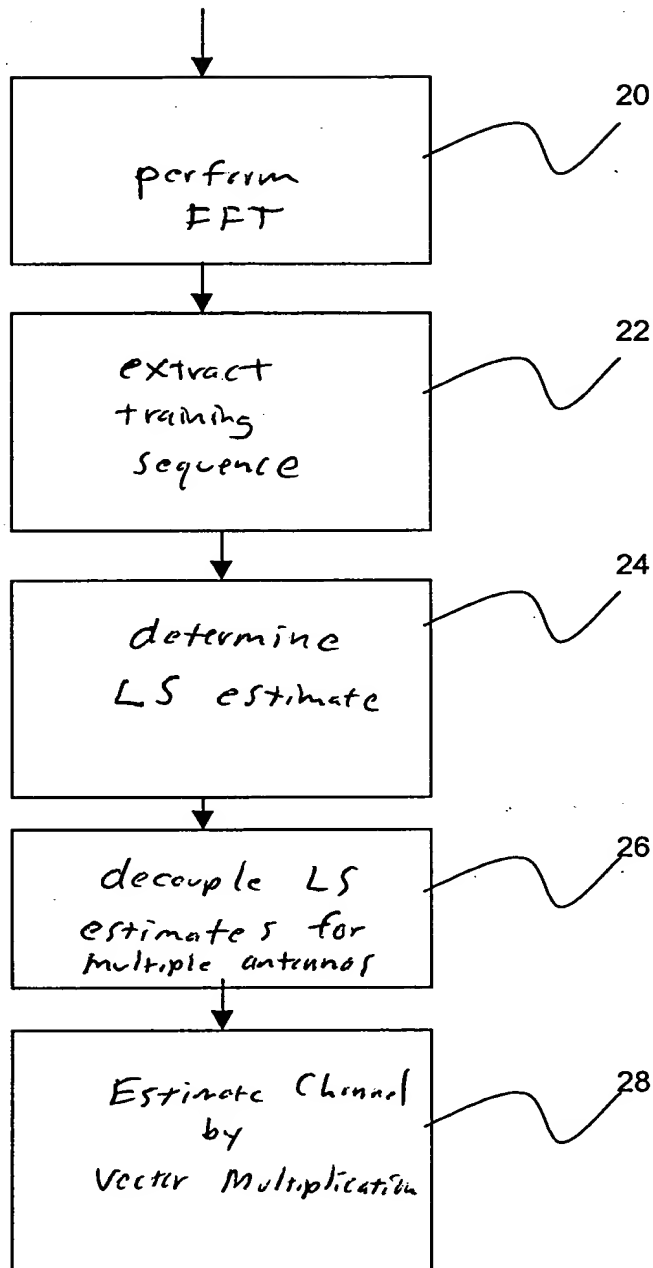 20
perform
FFT
22
extract
training
sequence
24
determine
LS estimate
26
decouple LS
estimates for
multiple antennas
28
Estimate Channel
by
Vector Multiplication